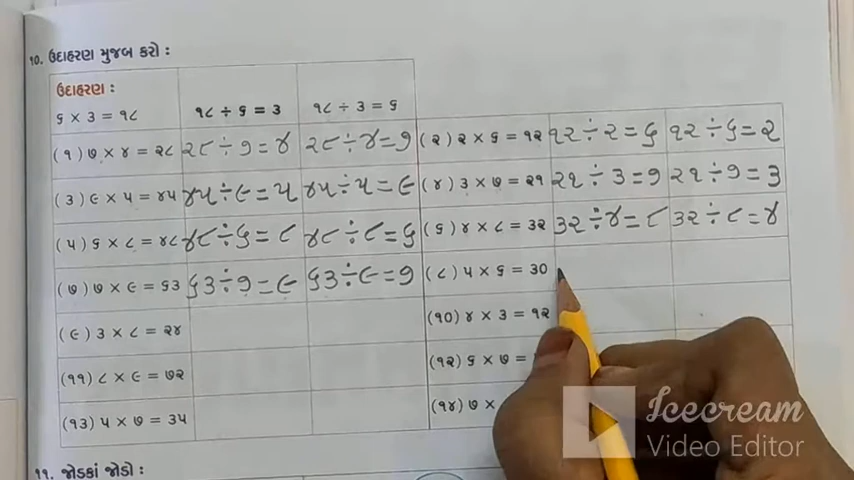 ૧૦. ઉદાહરણ મુજબ કરો :
ઉદાહરણ :
૬ × ૩ = ૧૮ ૧૮ ÷ ૬ = ૩ ૧૮ ÷ ૩ = ૬
(૧) ૭ × ૪ = ૨૮ ૨૮ ÷ ૭ = ૪ ૨૮ ÷ ૪ = ૭ (૨) ૨ × ૬ = ૧૨ ૧૨ ÷ ૨ = ૬ ૧૨ ÷ ૬ = ૨
(૩) ૯ × ૫ = ૪૫ ૪૫ ÷ ૯ = ૫ ૪૫ ÷ ૫ = ૯ (૪) ૩ × ૭ = ૨૧ ૨૧ ÷ ૩ = ૭ ૨૧ ÷ ૭ = ૩
(૫) ૬ × ૮ = ૪૮ ૪૮ ÷ ૬ = ૮ ૪૮ ÷ ૮ = ૬ (૬) ૪ × ૮ = ૩૨ ૩૨ ÷ ૪ = ૮ ૩૨ ÷ ૮ = ૪
(૭) ૭ × ૯ = ૬૩ ૬૩ ÷ ૭ = ૯ ૬૩ ÷ ૯ = ૭ (૮) ૫ × ૬ = ૩૦
(૯) ૩ × ૮ = ૨૪ (૧૦) ૪ × ૩ = ૧૨
(૧૧) ૮ × ૯ = ૭૨ (૧૨) ૬ × ૭ =
(૧૩) ૫ × ૭ = ૩૫ (૧૪) ૭ ×
૧૧. જોડકાં જોડો :
Icecream
Video Editor